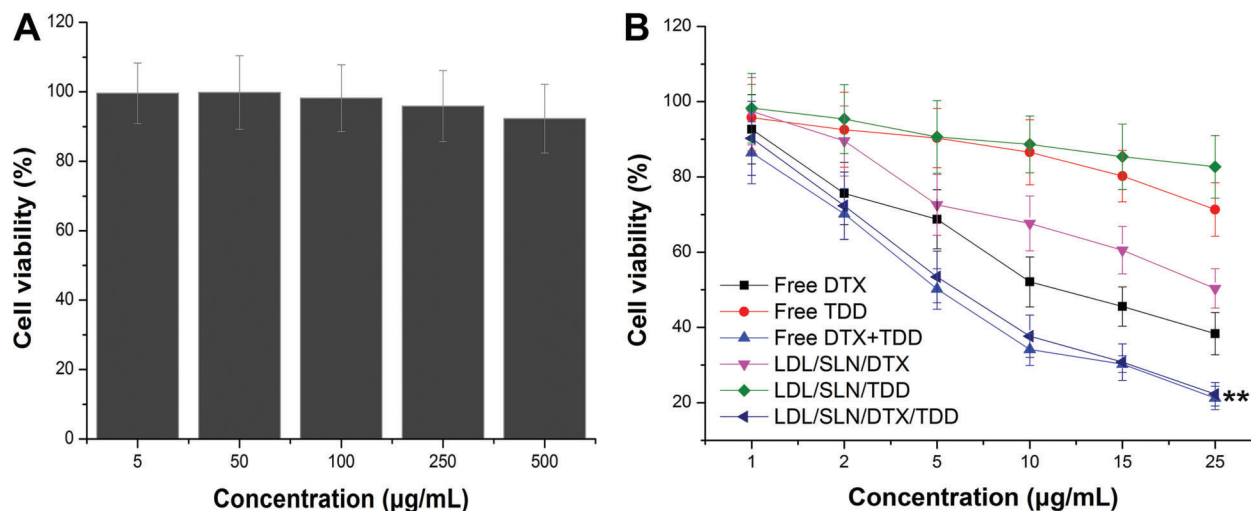 A
120
100
80
60
40
20
0
Cell viability (%)
5 50 100 250 500
Concentration (µg/mL)
B
120
100
80
60
40
20
Cell viability (%)
Free DTX
Free TDD
Free DTX+TDD
LDL/SLN/DTX
LDL/SLN/TDD
LDL/SLN/DTX/TDD
**
1 2 5 10 15 25
Concentration (µg/mL)